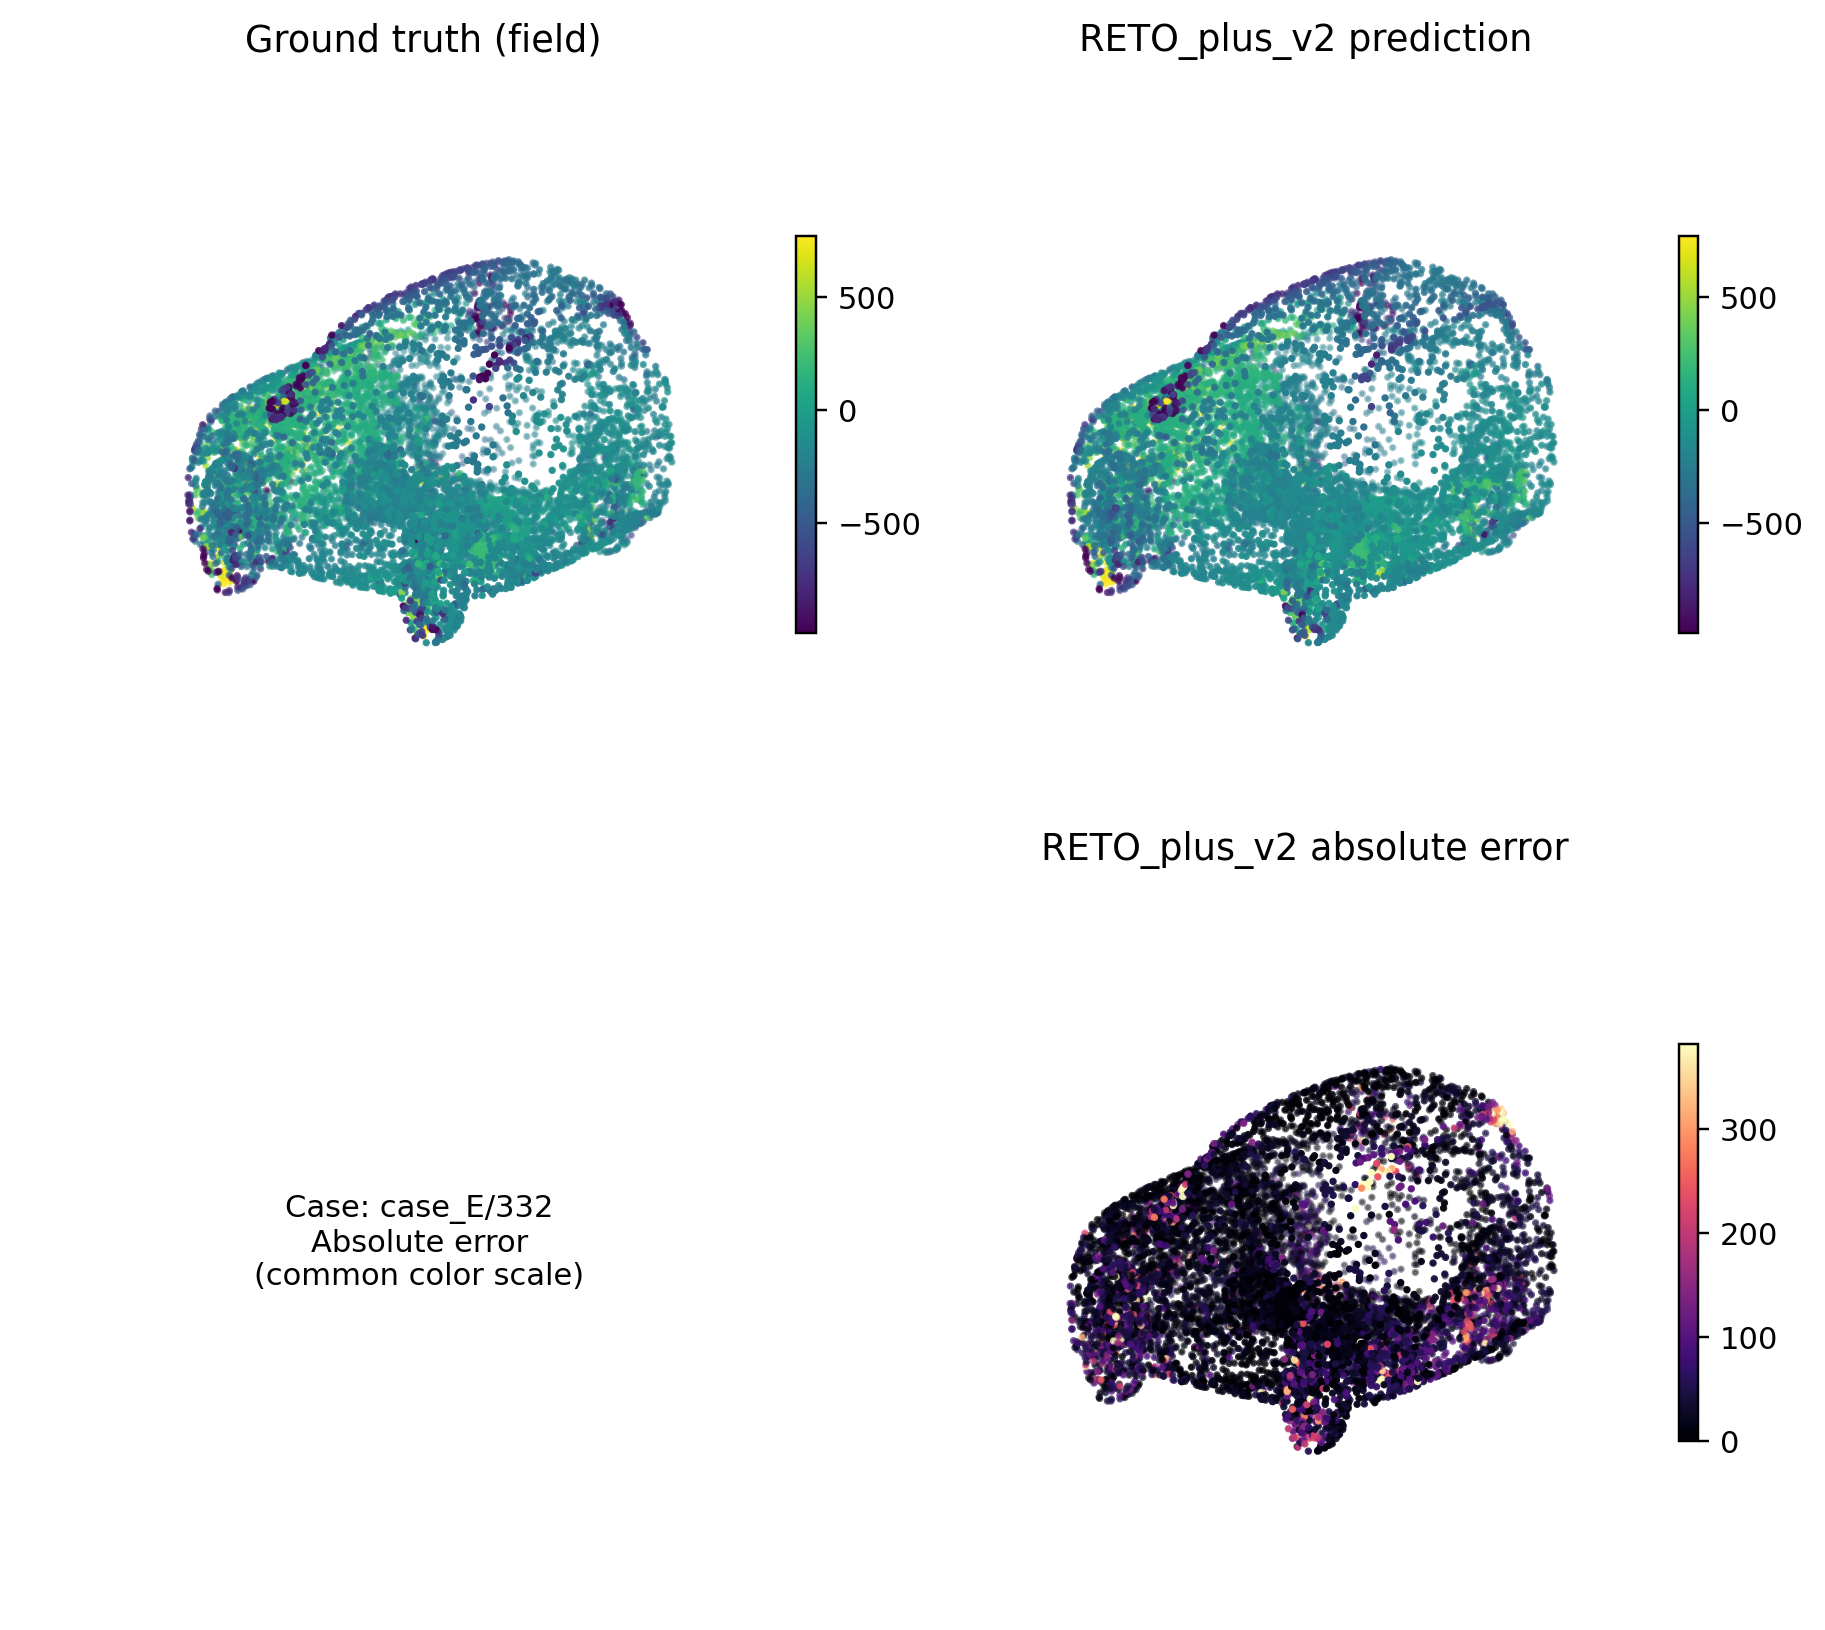 Ground truth (field)
RETO_plus_v2 prediction
500
0
−500
500
0
−500
RETO_plus_v2 absolute error
Case: case_E/332
Absolute error
(common color scale)
300
200
100
0